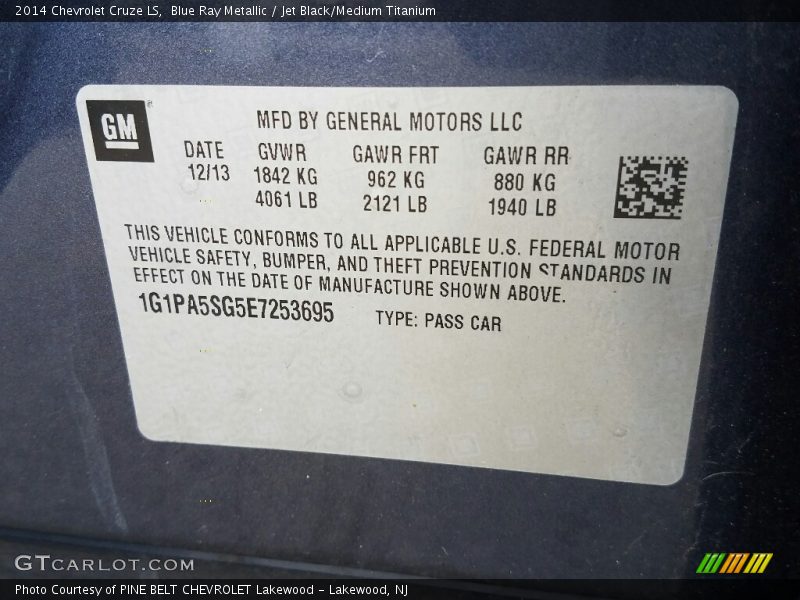 2014 Chevrolet Cruze LS,  Blue Ray Metallic / Jet Black/Medium Titanium
GM
MFD BY GENERAL MOTORS LLC
DATE GVWR GAWR FRT GAWR RR
12/13 1842 KG 962 KG 880 KG
4061 LB 2121 LB 1940 LB
THIS VEHICLE CONFORMS TO ALL APPLICABLE U.S. FEDERAL MOTOR
VEHICLE SAFETY, BUMPER, AND THEFT PREVENTION STANDARDS IN
EFFECT ON THE DATE OF MANUFACTURE SHOWN ABOVE.
1G1PA5SG5E7253695 TYPE: PASS CAR
GTCARLOT.COM
Photo Courtesy of PINE BELT CHEVROLET Lakewood - Lakewood, NJ